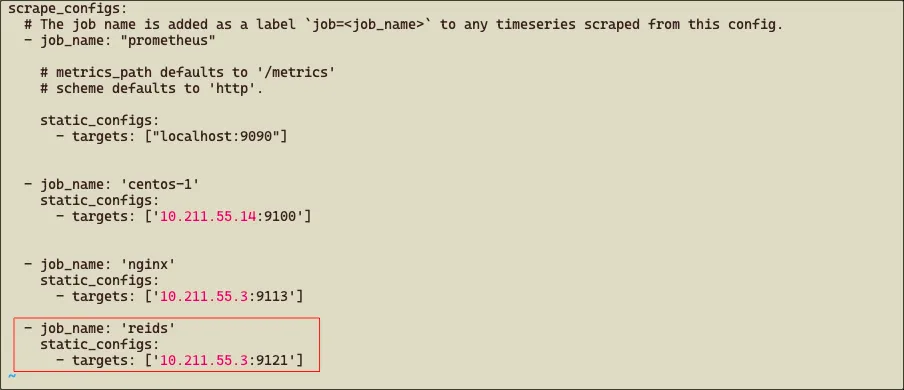 scrape_configs:
  # The job name is added as a label `job=<job_name>` to any timeseries scraped from this config.
  - job_name: "prometheus"
    # metrics_path defaults to '/metrics'
    # scheme defaults to 'http'.
    static_configs:
      - targets: ["localhost:9090"]
  - job_name: 'centos-1'
    static_configs:
      - targets: ['10.211.55.14:9100']
  - job_name: 'nginx'
    static_configs:
      - targets: ['10.211.55.3:9113']
  - job_name: 'reids'
    static_configs:
      - targets: ['10.211.55.3:9121']
~